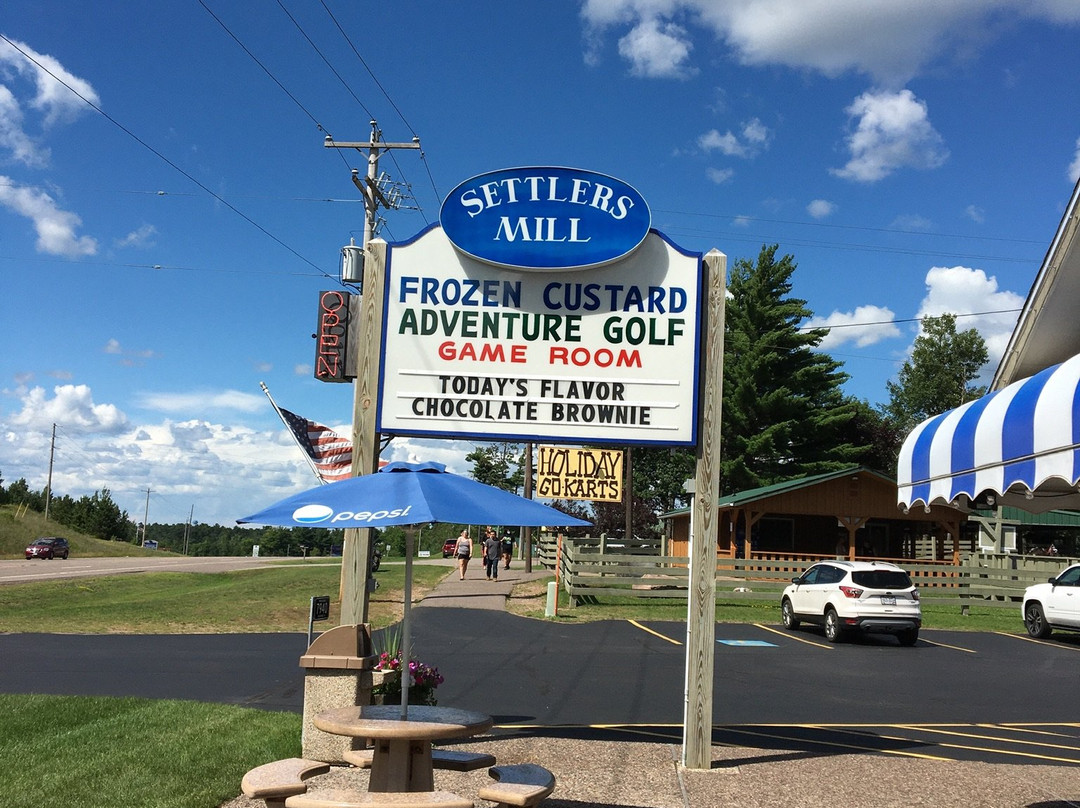 SETTLERS
MILL
FROZEN CUSTARD
ADVENTURE GOLF
GAME ROOM
TODAY'S FLAVOR
CHOCOLATE BROWNIE
OPEN
HOLIDAY
GO-KARTS
pepsi